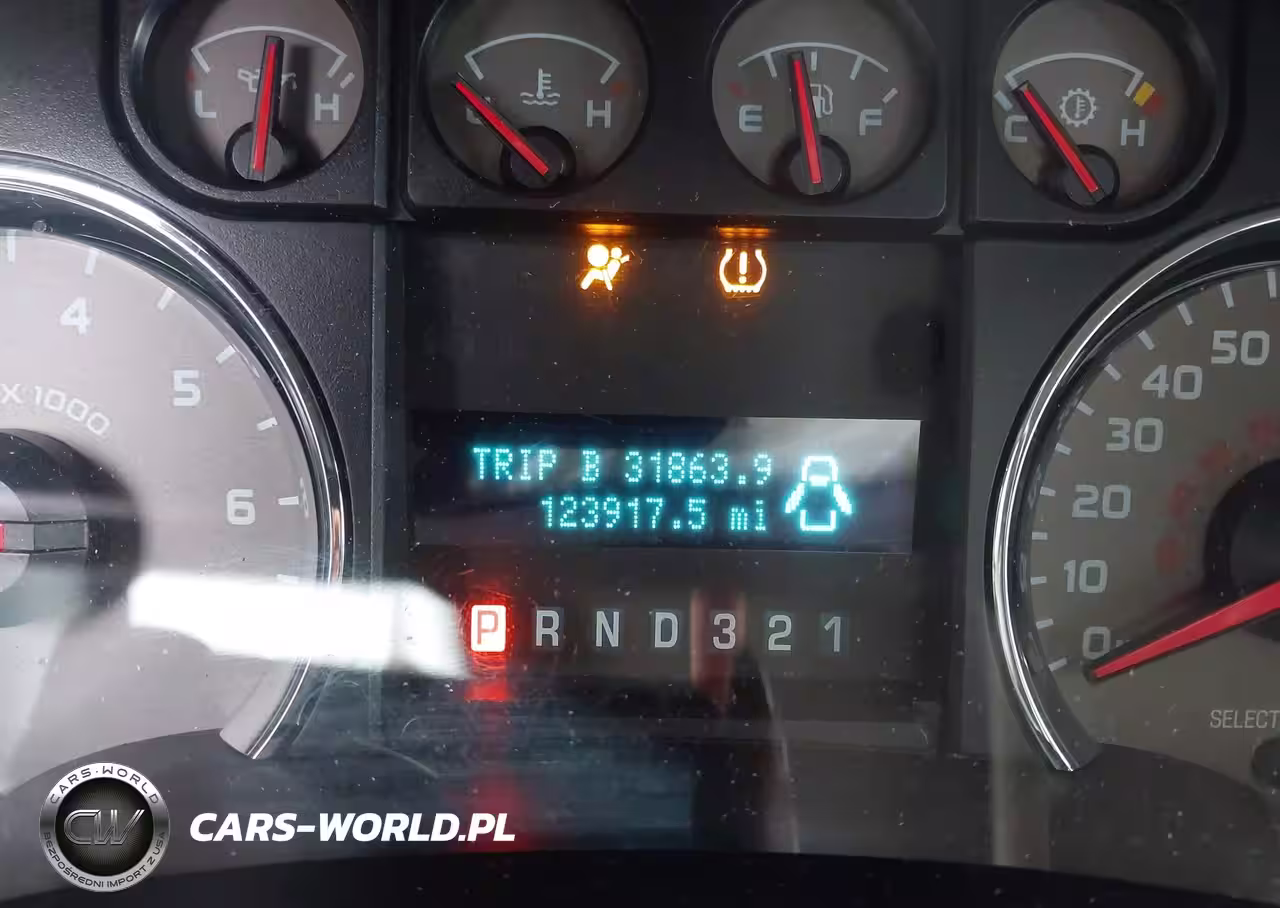 L H
H
E F
C H
4
5
6
X 1000
50
40
30
20
10
0
TRIP B 31863.9
123917.5 mi
P R N D 3 2 1
SELECT
CARS-WORLD
CW
BEZPOŚREDNI IMPORT Z USA
CARS-WORLD.PL